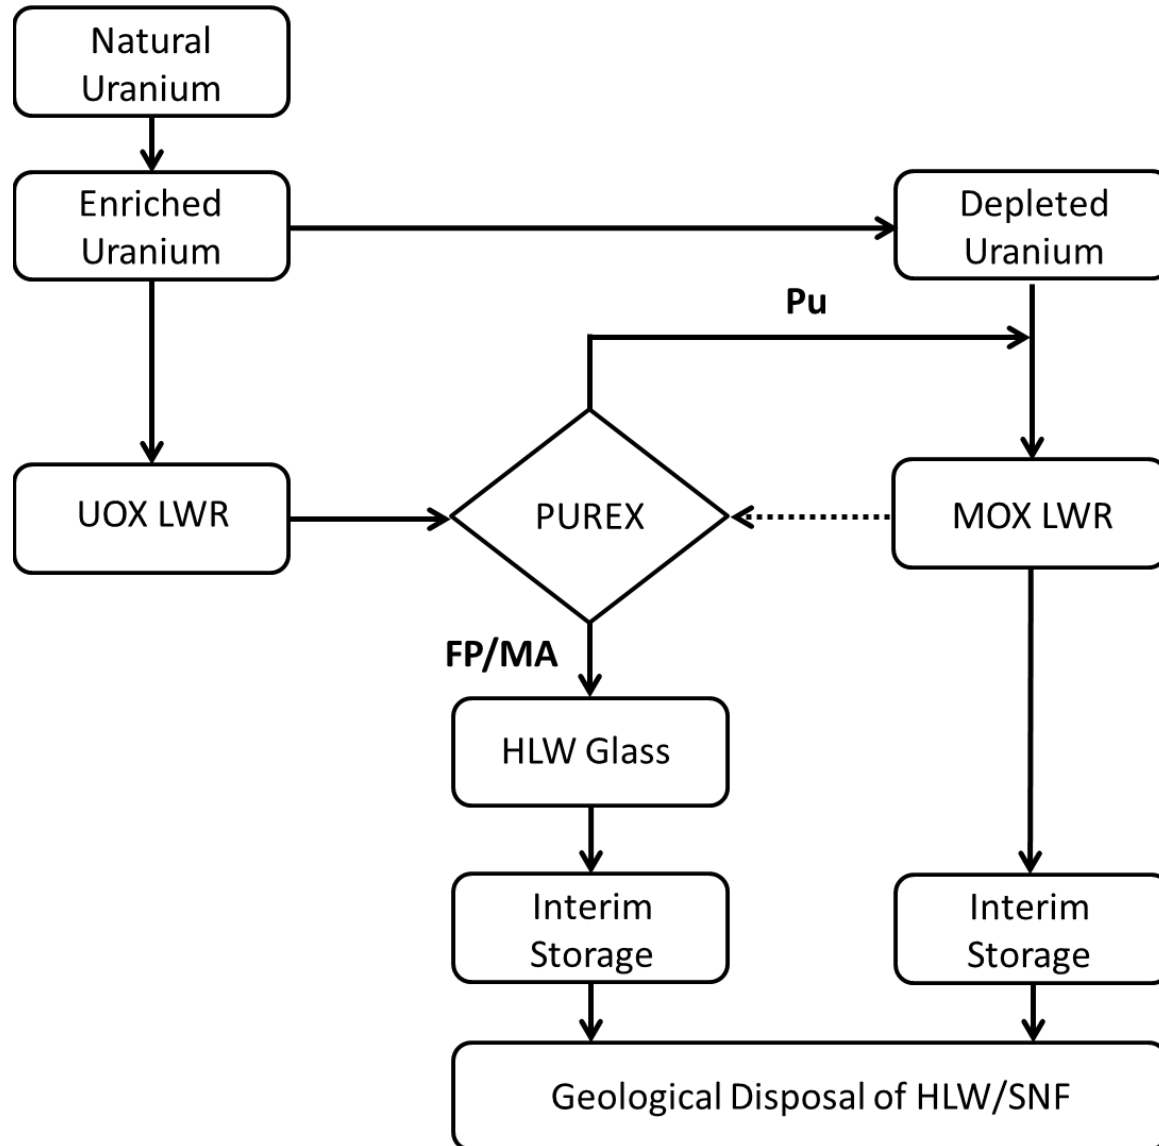 Natural
Uranium
Enriched
Uranium
Depleted
Uranium
Pu
UOX LWR
PUREX
MOX LWR
FP/MA
HLW Glass
Interim
Storage
Interim
Storage
Geological Disposal of HLW/SNF